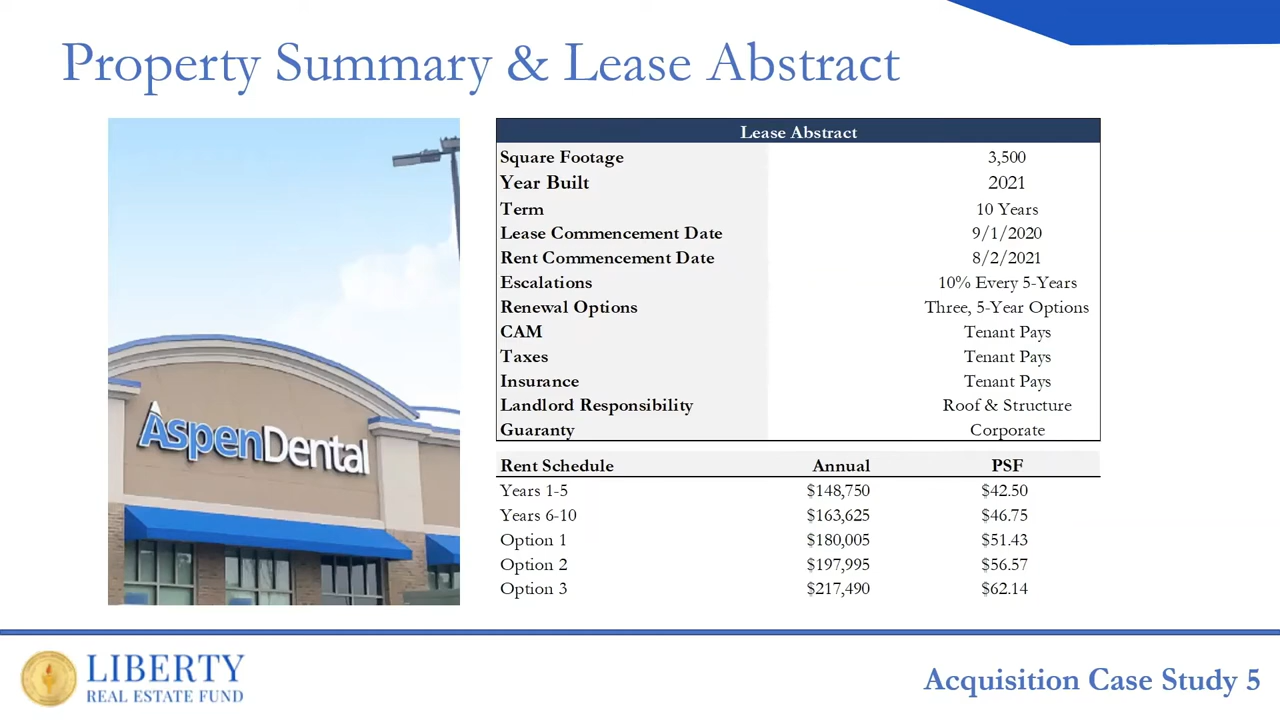 Property Summary & Lease Abstract
AspenDental
Lease Abstract
Square Footage 3,500
Year Built 2021
Term 10 Years
Lease Commencement Date 9/1/2020
Rent Commencement Date 8/2/2021
Escalations 10% Every 5-Years
Renewal Options Three, 5-Year Options
CAM Tenant Pays
Taxes Tenant Pays
Insurance Tenant Pays
Landlord Responsibility Roof & Structure
Guaranty Corporate
Rent Schedule Annual PSF
Years 1-5 $148,750 $42.50
Years 6-10 $163,625 $46.75
Option 1 $180,005 $51.43
Option 2 $197,995 $56.57
Option 3 $217,490 $62.14
LIBERTY
REAL ESTATE FUND
Acquisition Case Study 5